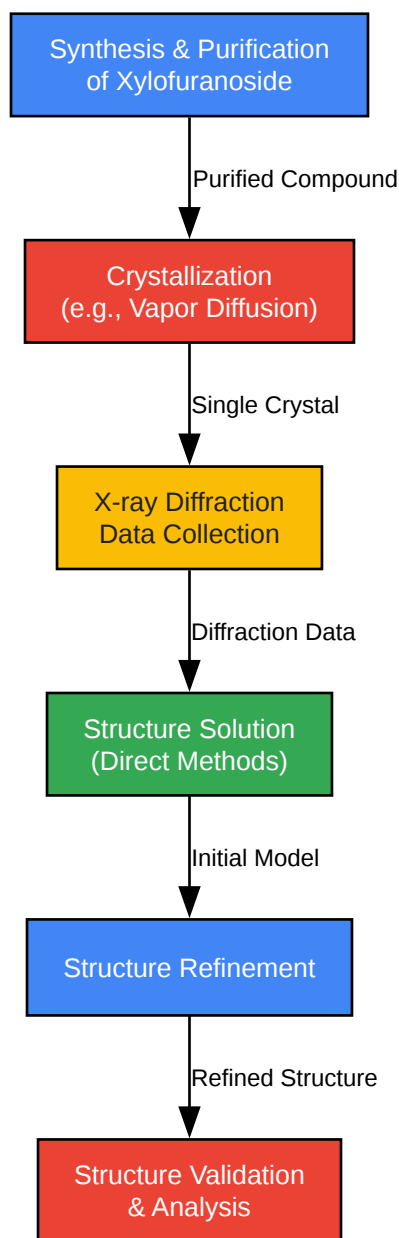 Synthesis & Purification
of Xylofuranoside
Purified Compound
Crystallization
(e.g., Vapor Diffusion)
Single Crystal
X-ray Diffraction
Data Collection
Diffraction Data
Structure Solution
(Direct Methods)
Initial Model
Structure Refinement
Refined Structure
Structure Validation
& Analysis